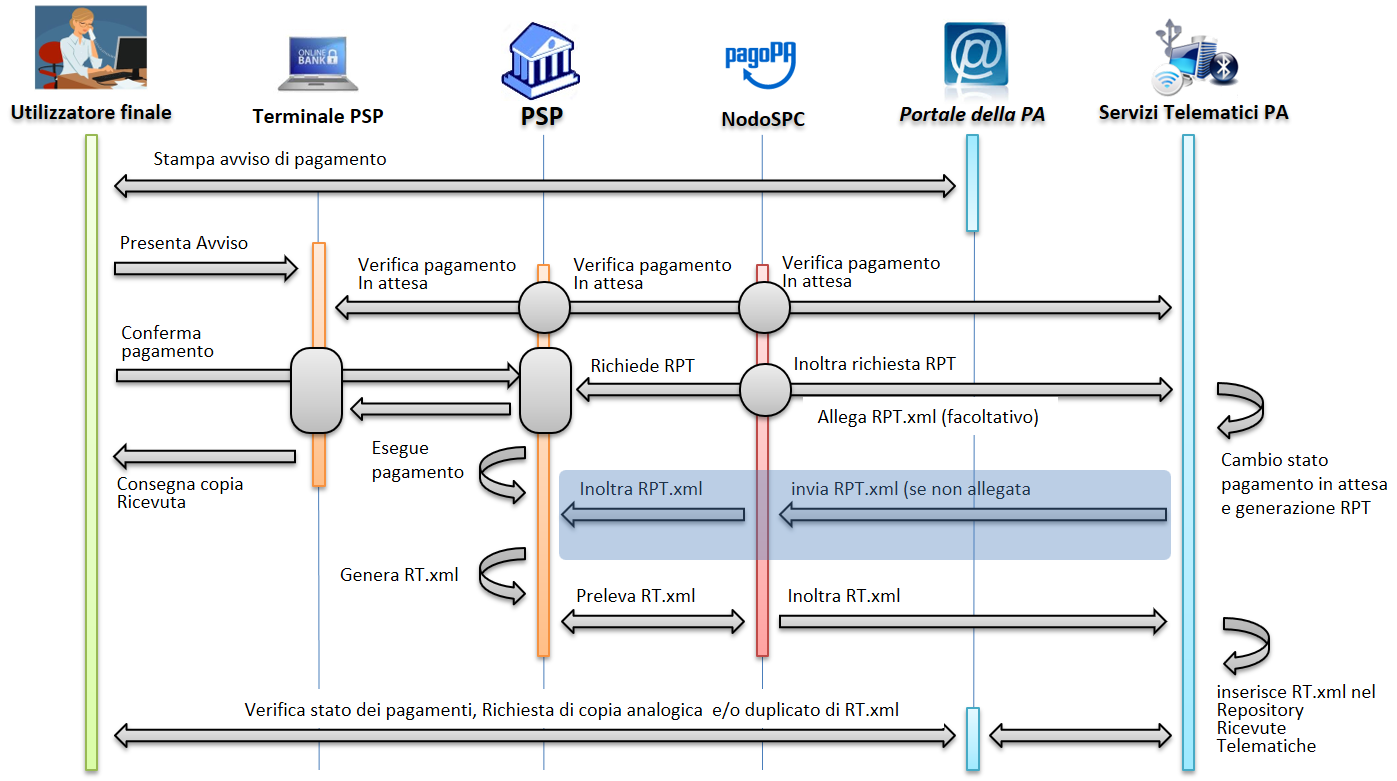 ONLINE
BANK
pagoPA
@
Utilizzatore finale
Terminale PSP
PSP
NodoSPC
Portale della PA
Servizi Telematici PA
Stampa avviso di pagamento
Presenta Avviso
Verifica pagamento
In attesa
Verifica pagamento
In attesa
Verifica pagamento
In attesa
Conferma
pagamento
Richiede RPT
Inoltra richiesta RPT
Allega RPT.xml (facoltativo)
Esegue
pagamento
Cambio stato
pagamento in attesa
e generazione RPT
Consegna copia
Ricevuta
Inoltra RPT.xml
invia RPT.xml (se non allegata
Genera RT.xml
Preleva RT.xml
Inoltra RT.xml
inserisce RT.xml nel
Repository
Ricevute
Telematiche
Verifica stato dei pagamenti, Richiesta di copia analogica  e/o duplicato di RT.xml